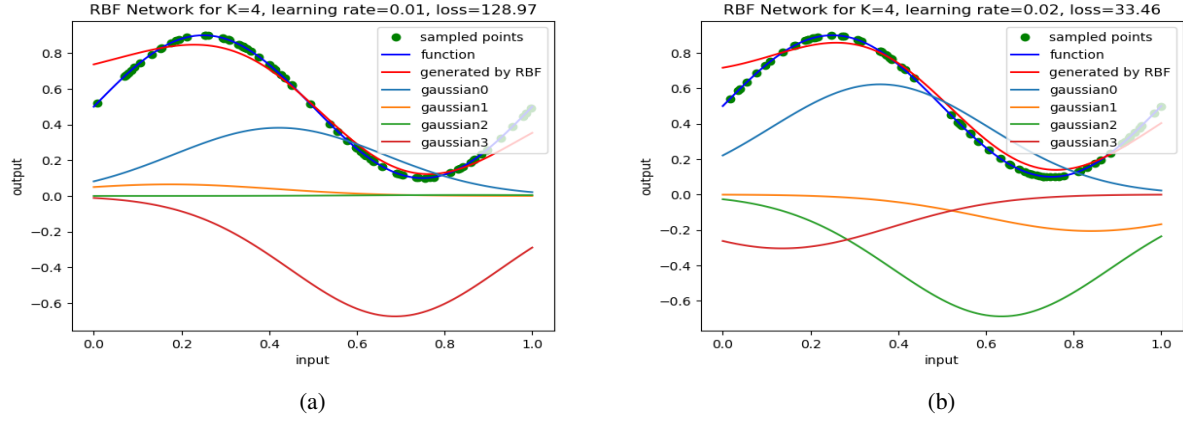 RBF Network for K=4, learning rate=0.01, loss=128.97
0.8
0.6
0.4
0.2
0.0
−0.2
−0.4
−0.6
output
sampled points
function
generated by RBF
gaussian0
gaussian1
gaussian2
gaussian3
0.0 0.2 0.4 0.6 0.8 1.0
input
(a)
RBF Network for K=4, learning rate=0.02, loss=33.46
0.8
0.6
0.4
0.2
0.0
−0.2
−0.4
−0.6
output
sampled points
function
generated by RBF
gaussian0
gaussian1
gaussian2
gaussian3
0.0 0.2 0.4 0.6 0.8 1.0
input
(b)